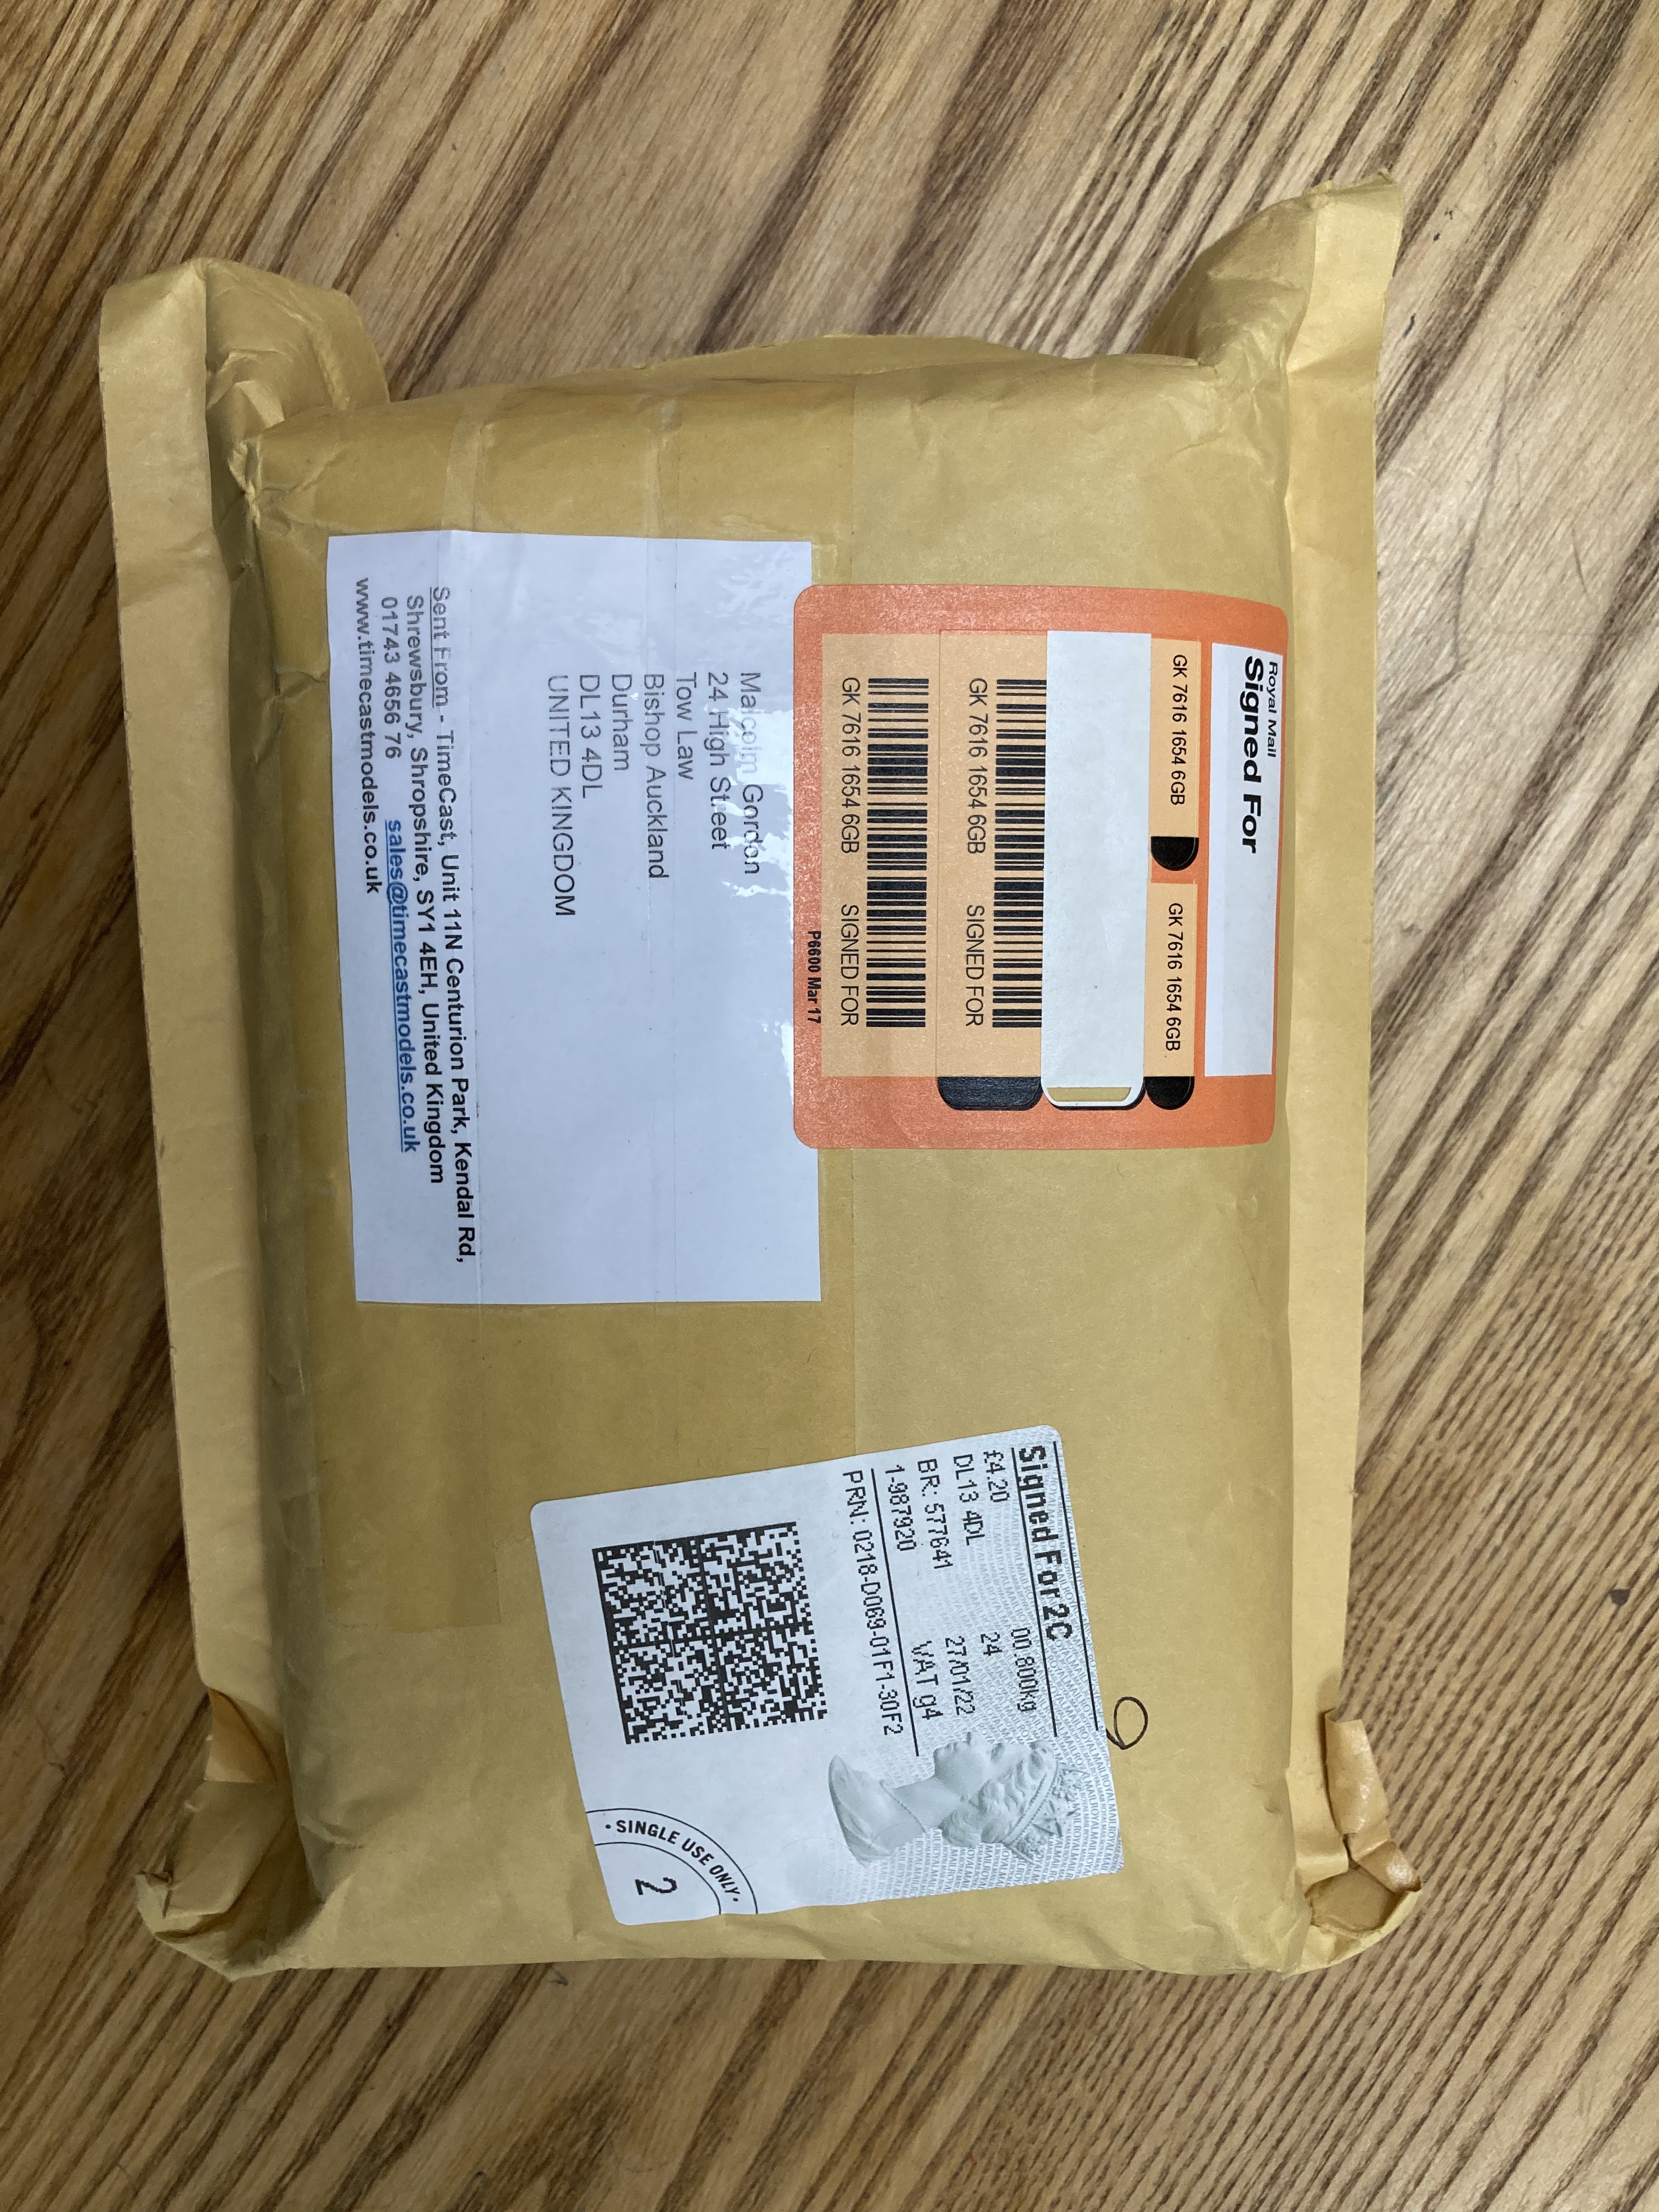 Royal Mail
Signed For
GK 7616 1654 6GB
GK 7616 1654 6GB
GK 7616 1654 6GB SIGNED FOR
GK 7616 1654 6GB SIGNED FOR
P6600 Mar 17
Malcolm Gordon
24 High Street
Tow Law
Bishop Auckland
Durham
DL13 4DL
UNITED KINGDOM
Sent From - TimeCast, Unit 11N Centurion Park, Kendal Rd,
Shrewsbury, Shropshire, SY1 4EH, United Kingdom
01743 4656 76 sales@timecastmodels.co.uk
www.timecastmodels.co.uk
Signed For 2C
£4.20 00.800kg
DL13 4DL 24
BR: 577641 27/01/22
1-987920 VAT g4
PRN: 0218-D069-01F1-30F2
• SINGLE USE ONLY •
2